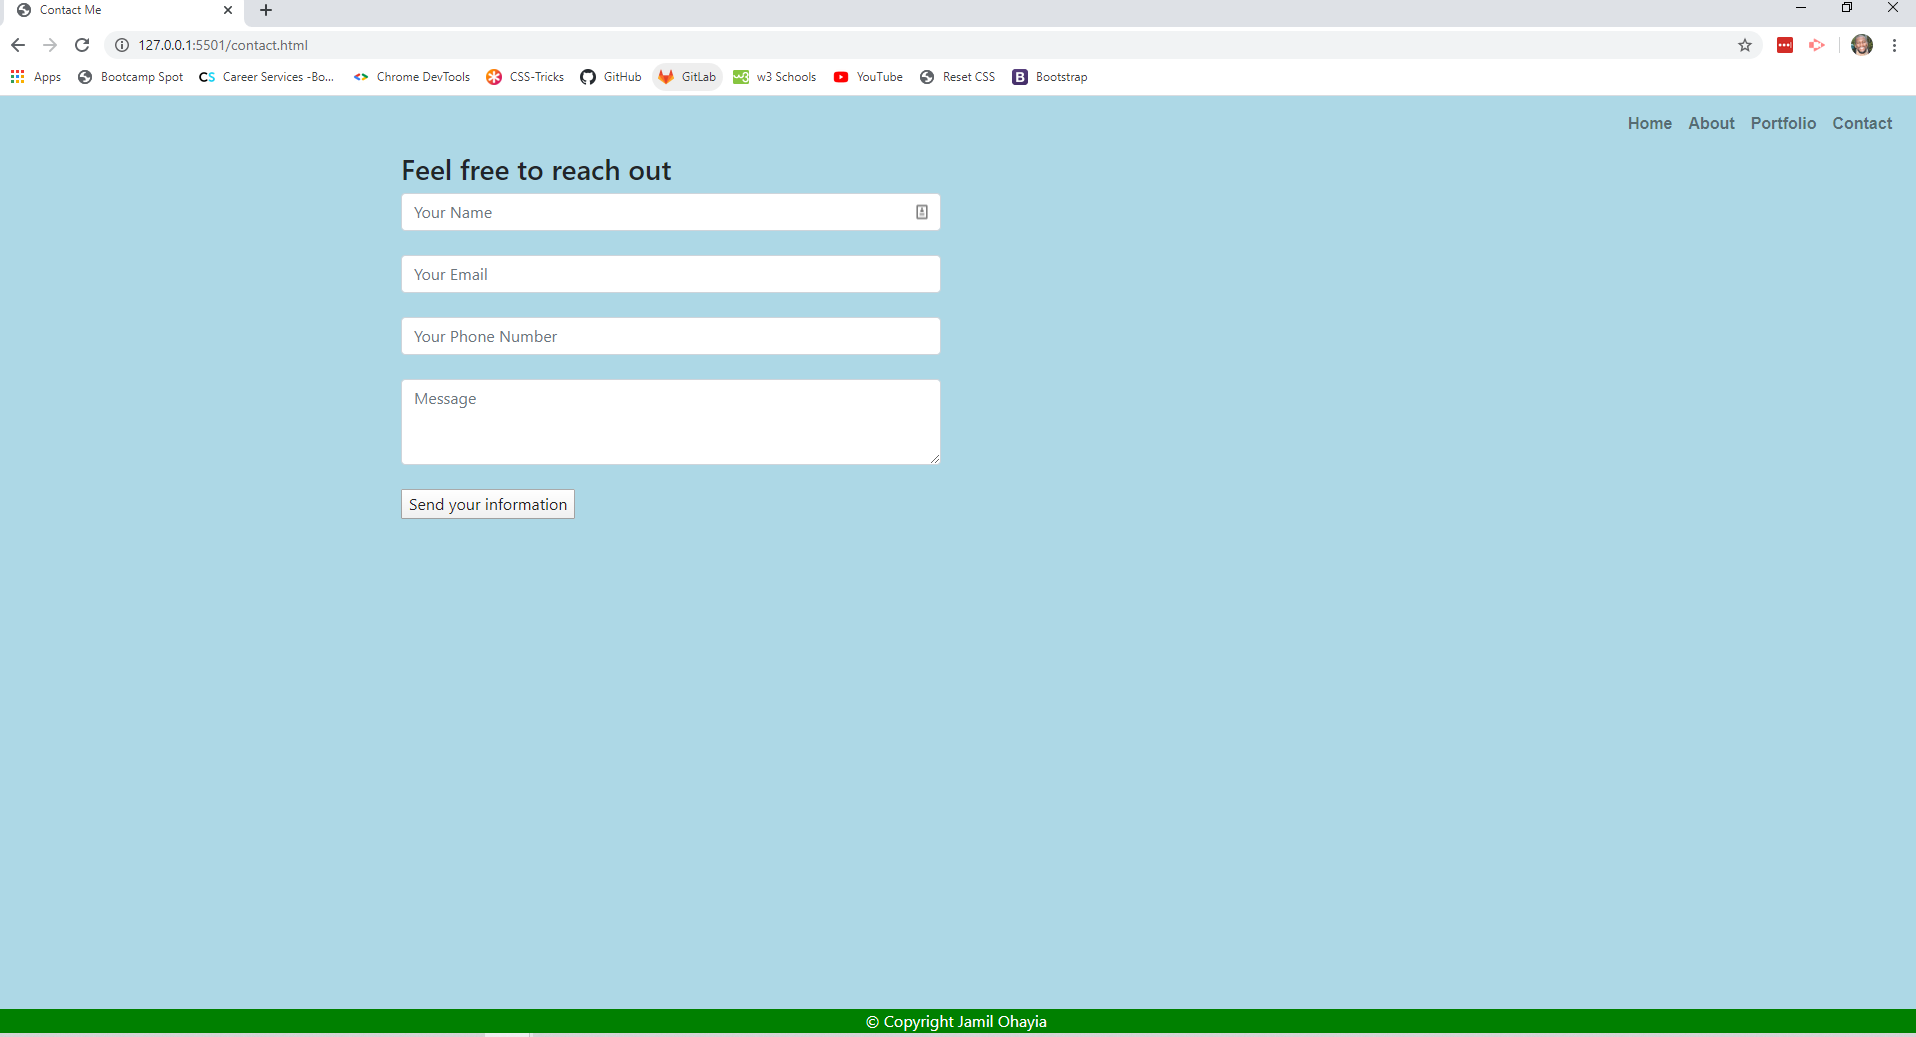 Contact Me
127.0.0.1:5501/contact.html
Apps Bootcamp Spot CS Career Services -Bo... Chrome DevTools CSS-Tricks GitHub GitLab w3 w3 Schools YouTube Reset CSS B Bootstrap
Home About Portfolio Contact
Feel free to reach out
Your Name
Your Email
Your Phone Number
Message
Send your information
© Copyright Jamil Ohayia